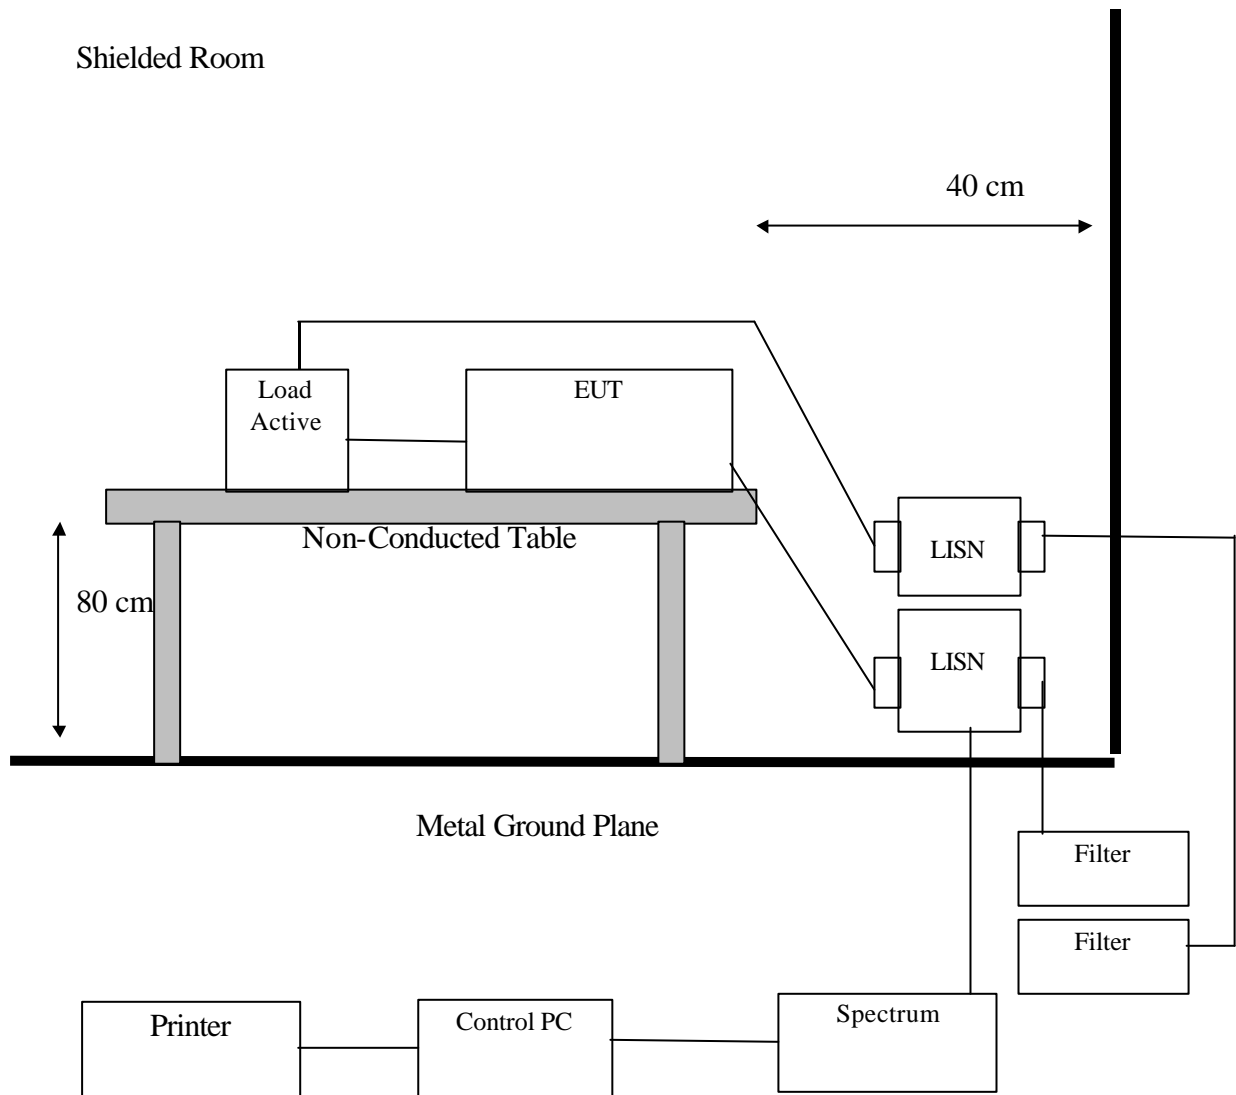 Shielded Room
40 cm
Load
Active
EUT
Non-Conducted Table
LISN
80 cm
LISN
Metal Ground Plane
Filter
Filter
Printer
Control PC
Spectrum